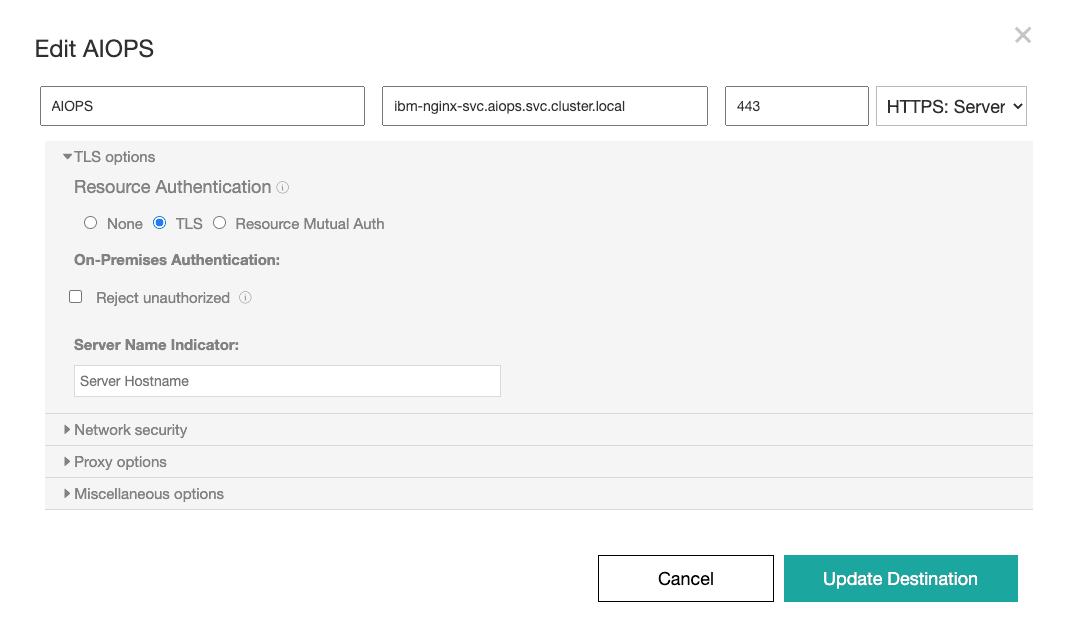 Edit AIOPS
AIOPS ibm-nginx-svc.aiops.svc.cluster.local 443 HTTPS: Server
TLS options
Resource Authentication
None TLS Resource Mutual Auth
On-Premises Authentication:
Reject unauthorized
Server Name Indicator:
Server Hostname
Network security
Proxy options
Miscellaneous options
Cancel Update Destination